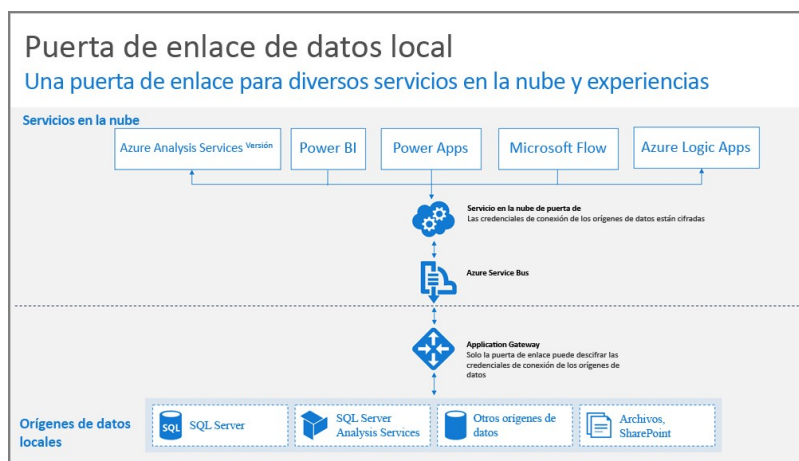 Puerta de enlace de datos local
Una puerta de enlace para diversos servicios en la nube y experiencias
Servicios en la nube
Azure Analysis Services Versión
Power BI
Power Apps
Microsoft Flow
Azure Logic Apps
Servicio en la nube de puerta de
Las credenciales de conexión de los orígenes de datos están cifradas
Azure Service Bus
Application Gateway
Solo la puerta de enlace puede descifrar las
credenciales de conexión de los orígenes de
datos
Orígenes de datos
locales
SQL
SQL Server
SQL Server
Analysis Services
Otros orígenes de
datos
Archivos,
SharePoint